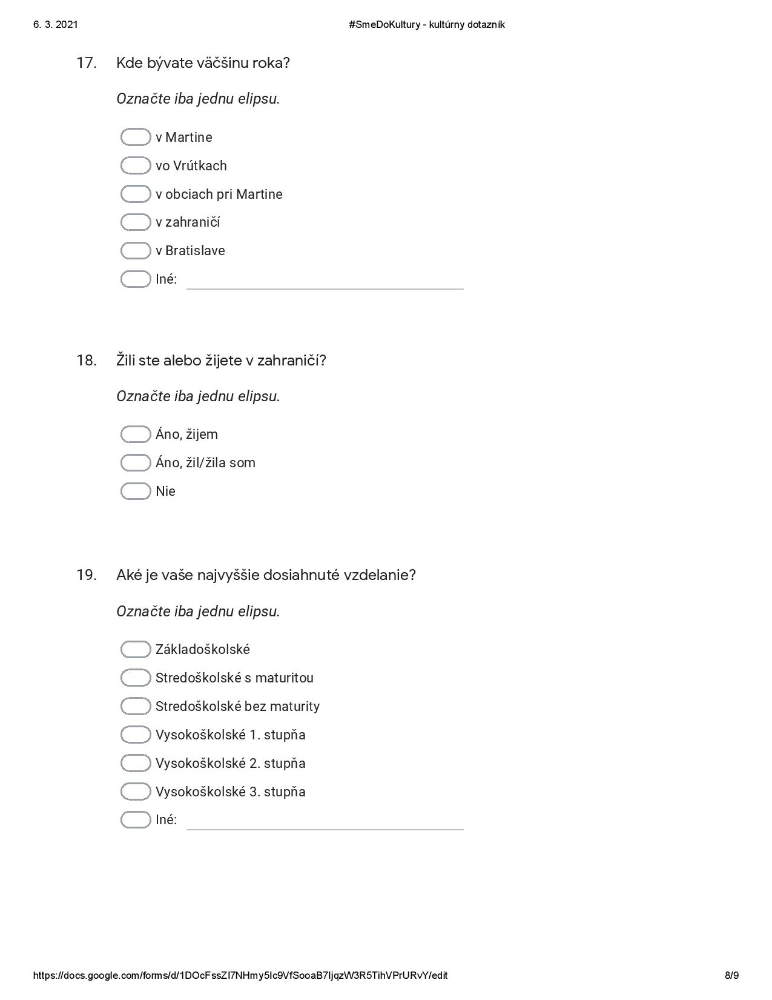 6. 3. 2021 #SmeDoKultury - kultúrny dotazník
17. Kde bývate väčšinu roka?
Označte iba jednu elipsu.
v Martine
vo Vrútkach
v obciach pri Martine
v zahraničí
v Bratislave
Iné:
18. Žili ste alebo žijete v zahraničí?
Označte iba jednu elipsu.
Áno, žijem
Áno, žil/žila som
Nie
19. Aké je vaše najvyššie dosiahnuté vzdelanie?
Označte iba jednu elipsu.
Základoškolské
Stredoškolské s maturitou
Stredoškolské bez maturity
Vysokoškolské 1. stupňa
Vysokoškolské 2. stupňa
Vysokoškolské 3. stupňa
Iné:
https://docs.google.com/forms/d/1DOcFssZI7NHmy5Ic9VfSooaB7IjqzW3R5TihVPrURvY/edit 8/9